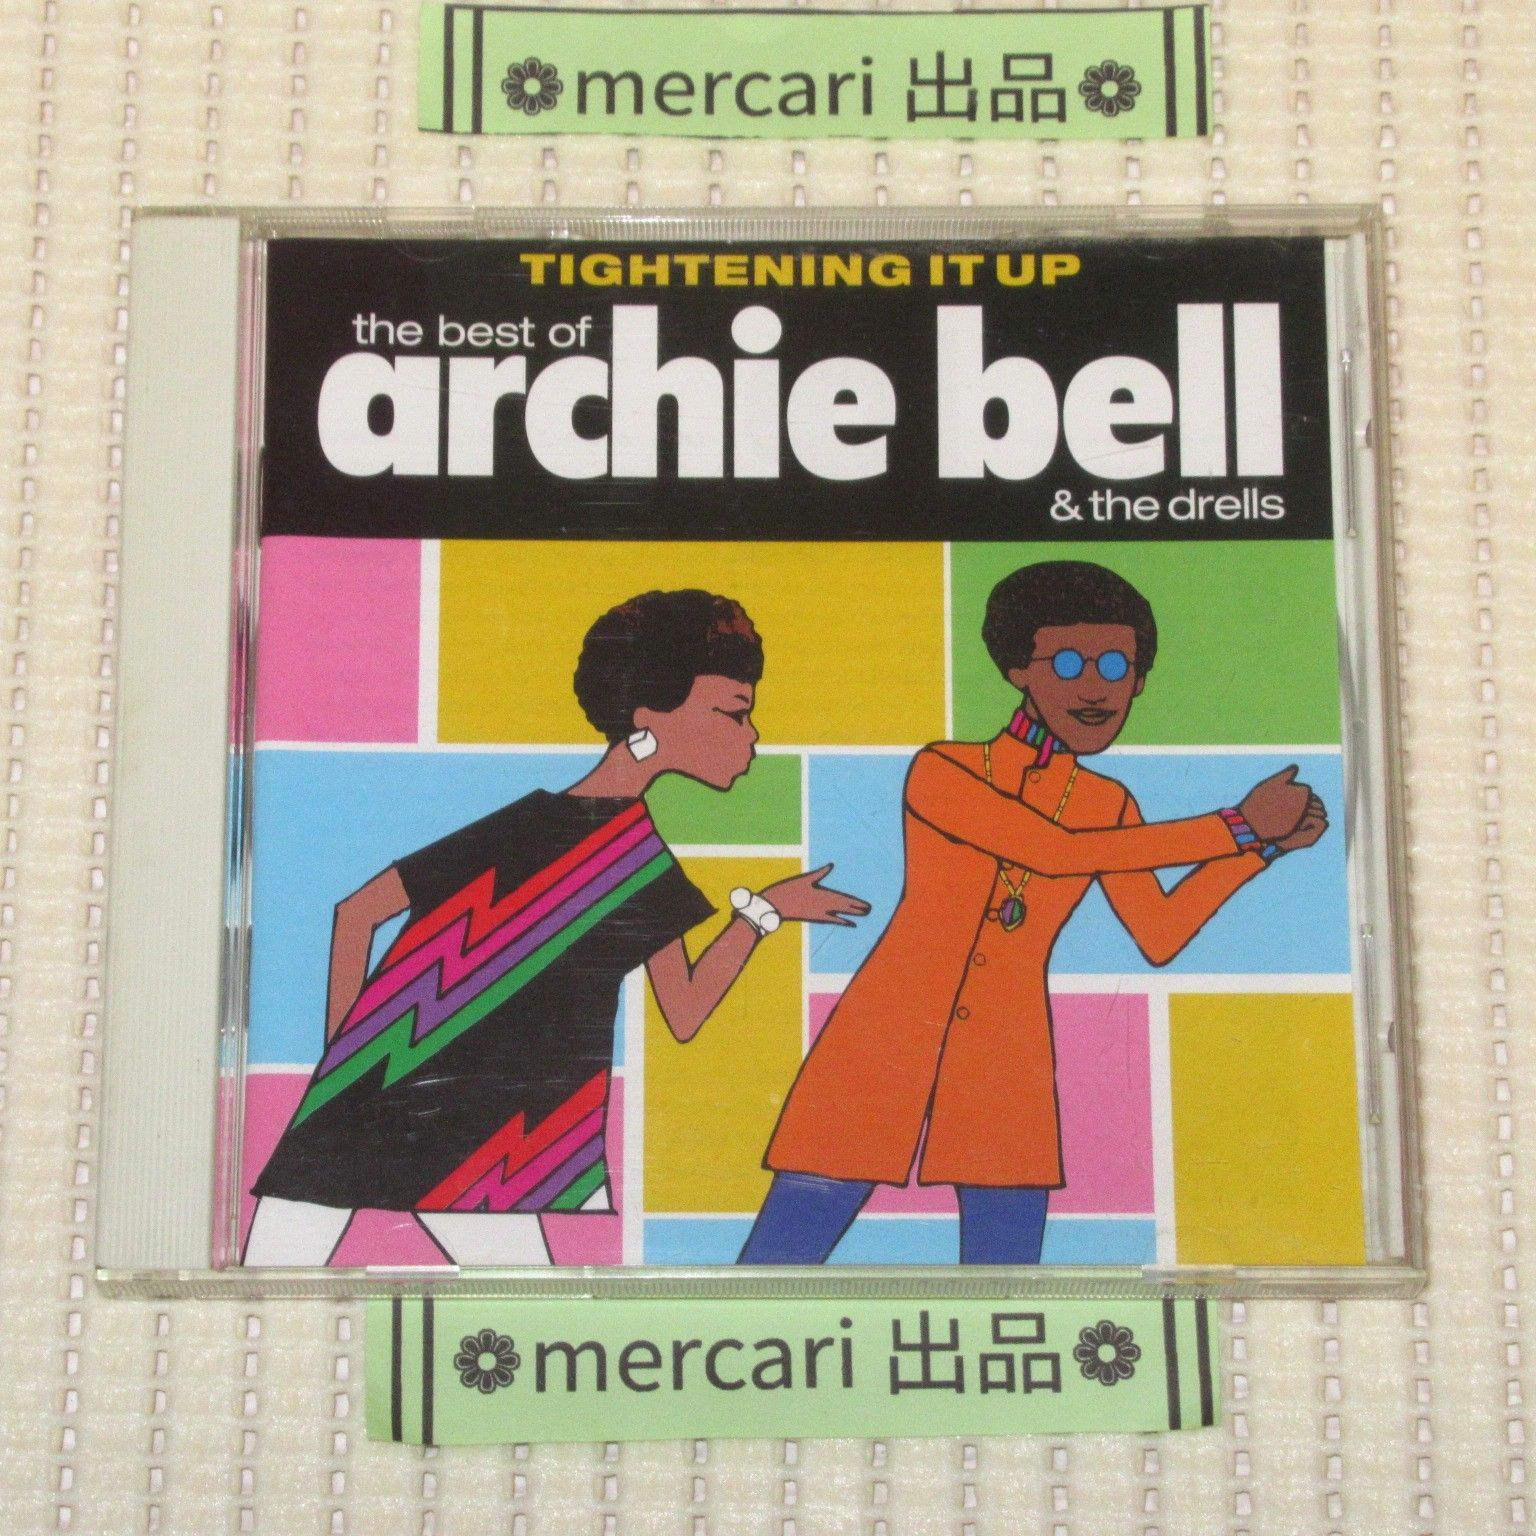 ❁mercari 出品❁
TIGHTENING IT UP
the best of
archie bell
& the drells
❁mercari 出品❁